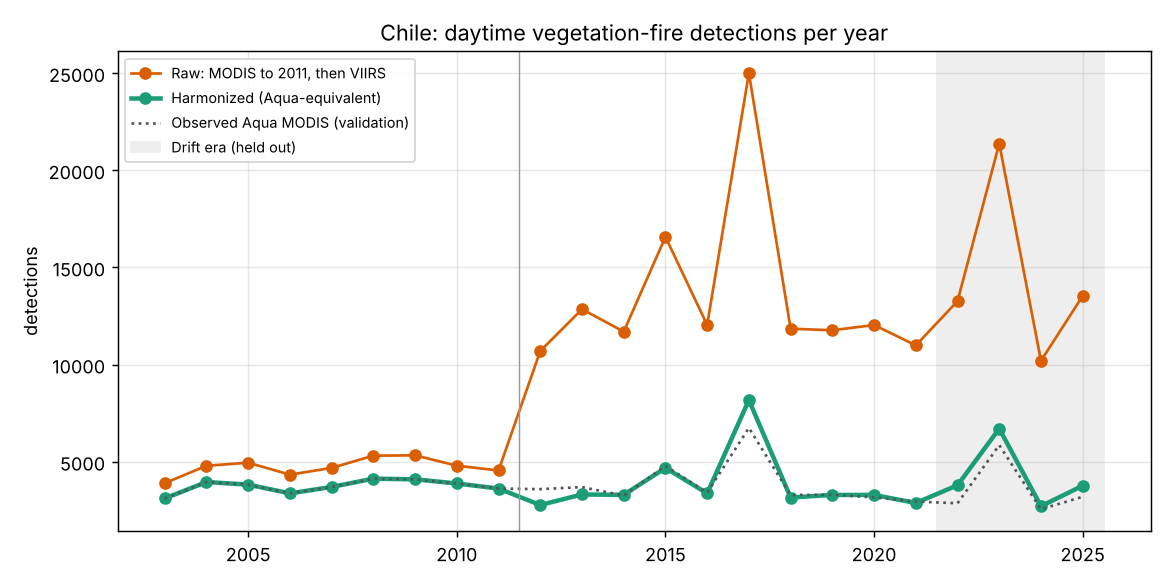 Chile: daytime vegetation-fire detections per year
Raw: MODIS to 2011, then VIIRS
Harmonized (Aqua-equivalent)
Observed Aqua MODIS (validation)
Drift era (held out)
25000
20000
15000
10000
5000
detections
2005
2010
2015
2020
2025